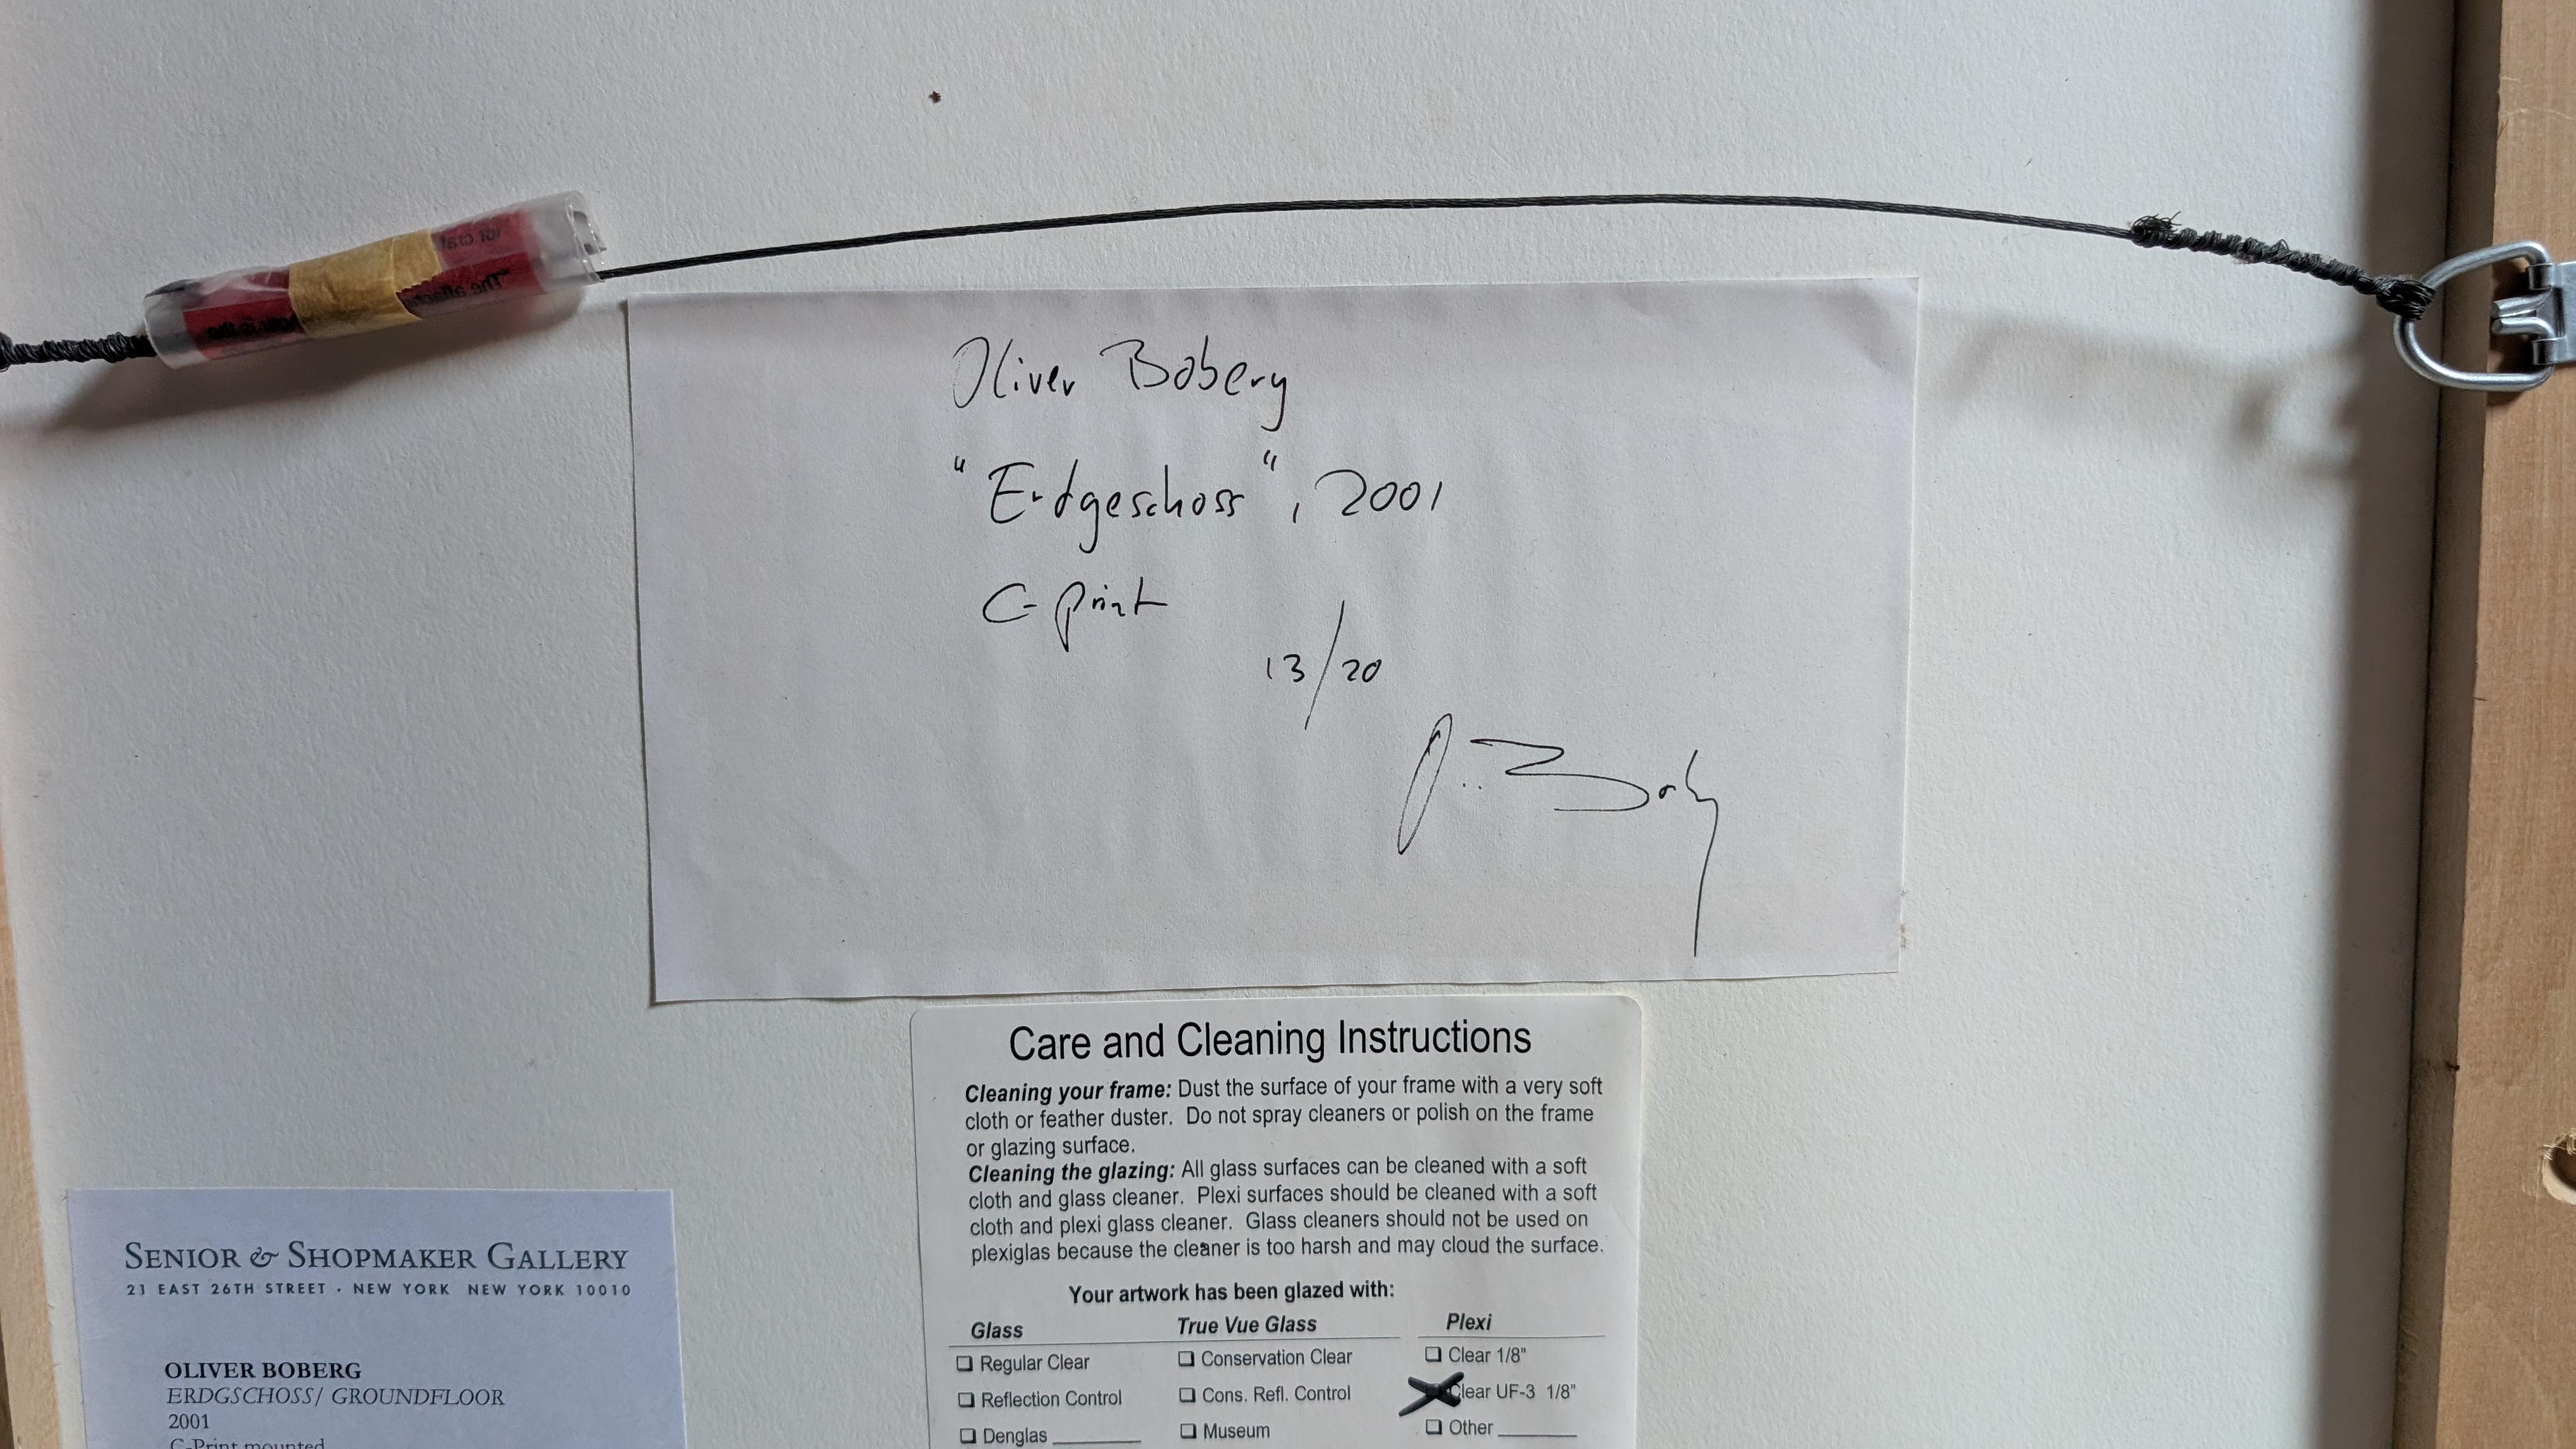 Oliver Boberg
"Erdgeschoss", 2001
C-print
13/20
O. Boberg
Care and Cleaning Instructions
Cleaning your frame: Dust the surface of your frame with a very soft
cloth or feather duster. Do not spray cleaners or polish on the frame
or glazing surface.
Cleaning the glazing: All glass surfaces can be cleaned with a soft
cloth and glass cleaner. Plexi surfaces should be cleaned with a soft
cloth and plexi glass cleaner. Glass cleaners should not be used on
plexiglas because the cleaner is too harsh and may cloud the surface.
Your artwork has been glazed with:
Glass True Vue Glass Plexi
Regular Clear Conservation Clear Clear 1/8"
Reflection Control Cons. Refl. Control Clear UF-3 1/8"
Denglas Museum Other
SENIOR & SHOPMAKER GALLERY
21 EAST 26TH STREET · NEW YORK NEW YORK 10010
OLIVER BOBERG
ERDGSCHOSS/ GROUNDFLOOR
2001
C-Print mounted